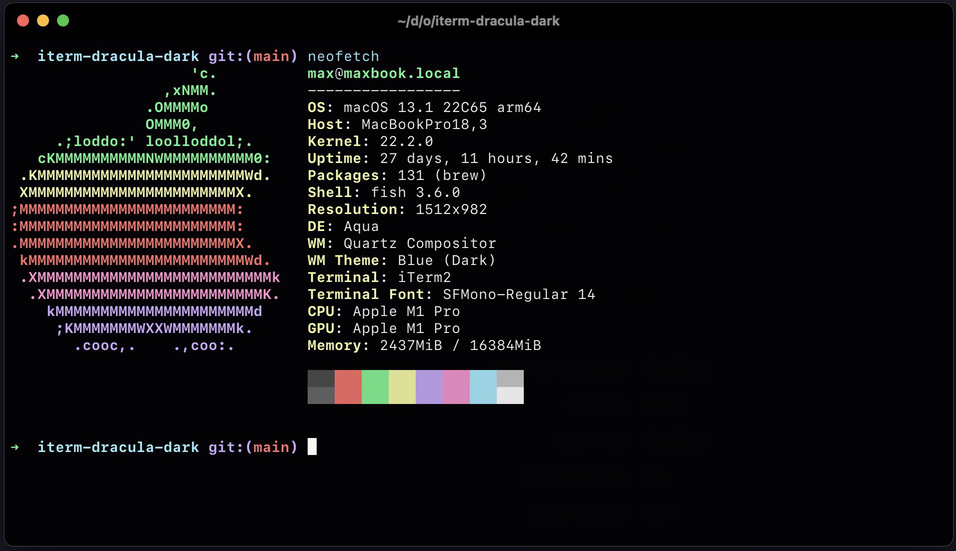 ~/d/o/iterm-dracula-dark
→ iterm-dracula-dark git:(main) neofetch
'c. max@maxbook.local
,xNMM. -----------------
.OMMMMo OS: macOS 13.1 22C65 arm64
OMMM0, Host: MacBookPro18,3
.;loddo:' loolloddol;. Kernel: 22.2.0
cKMMMMMMMMMMNWMMMMMMMMMM0: Uptime: 27 days, 11 hours, 42 mins
.KMMMMMMMMMMMMMMMMMMMMMMMWd. Packages: 131 (brew)
XMMMMMMMMMMMMMMMMMMMMMMMX. Shell: fish 3.6.0
;MMMMMMMMMMMMMMMMMMMMMMMM: Resolution: 1512x982
:MMMMMMMMMMMMMMMMMMMMMMMM: DE: Aqua
.MMMMMMMMMMMMMMMMMMMMMMMMX. WM: Quartz Compositor
kMMMMMMMMMMMMMMMMMMMMMMMMWd. WM Theme: Blue (Dark)
.XMMMMMMMMMMMMMMMMMMMMMMMMMMk Terminal: iTerm2
.XMMMMMMMMMMMMMMMMMMMMMMMMK. Terminal Font: SFMono-Regular 14
kMMMMMMMMMMMMMMMMMMMMMMd CPU: Apple M1 Pro
;KMMMMMMMWXXWMMMMMMMk. GPU: Apple M1 Pro
.cooc,. .,coo:. Memory: 2437MiB / 16384MiB
→ iterm-dracula-dark git:(main)